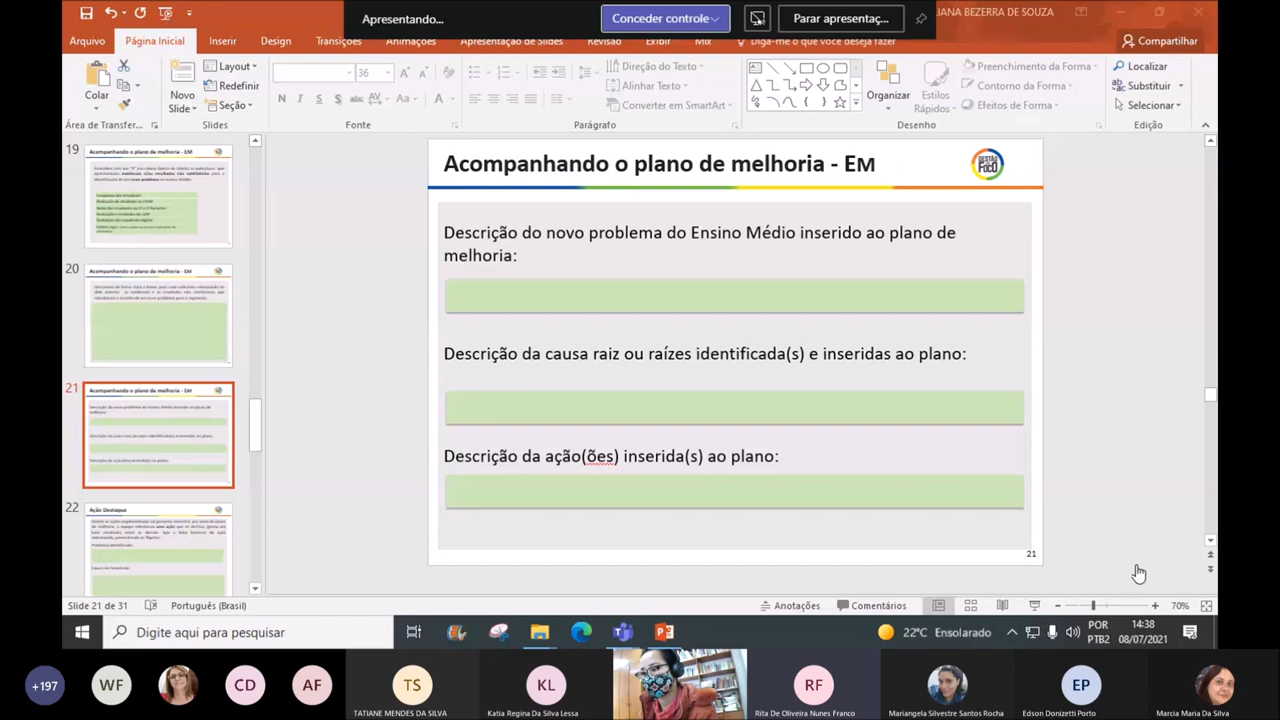 Apresentando...
Conceder controle
Parar apresentaç...
JANA BEZERRA DE SOUZA
Arquivo
Página Inicial
Inserir
Design
Transições
Animações
Apresentação de Slides
Revisão
Exibir
Mix
Diga-me o que você deseja fazer
Compartilhar
Colar
Novo Slide
Layout
Redefinir
Seção
36
Direção do Texto
Alinhar Texto
Converter em SmartArt
Organizar
Estilos Rápidos
Preenchimento da Forma
Contorno da Forma
Efeitos de Forma
Localizar
Substituir
Selecionar
Área de Transfer...
Slides
Fonte
Parágrafo
Desenho
Edição
19
Acompanhando o plano de melhoria - EM
20
Acompanhando o plano de melhoria - EM
21
Acompanhando o plano de melhoria - EM
22
Ação Destaque
Acompanhando o plano de melhoria - EM
GESTÃO EM FOCO
Descrição do novo problema do Ensino Médio inserido ao plano de
melhoria:
Descrição da causa raiz ou raízes identificada(s) e inseridas ao plano:
Descrição da ação(ões) inserida(s) ao plano:
21
Slide 21 de 31
Português (Brasil)
Anotações
Comentários
70%
Digite aqui para pesquisar
22°C Ensolarado
POR
PTB2
14:38
08/07/2021
+197
WF
CD
AF
TS
TATIANE MENDES DA SILVA
KL
Katia Regina Da Silva Lessa
RF
Rita De Oliveira Nunes Franco
Mariangela Silvestre Santos Rocha
EP
Edson Donizetti Porto
Marcia Maria Da Silva